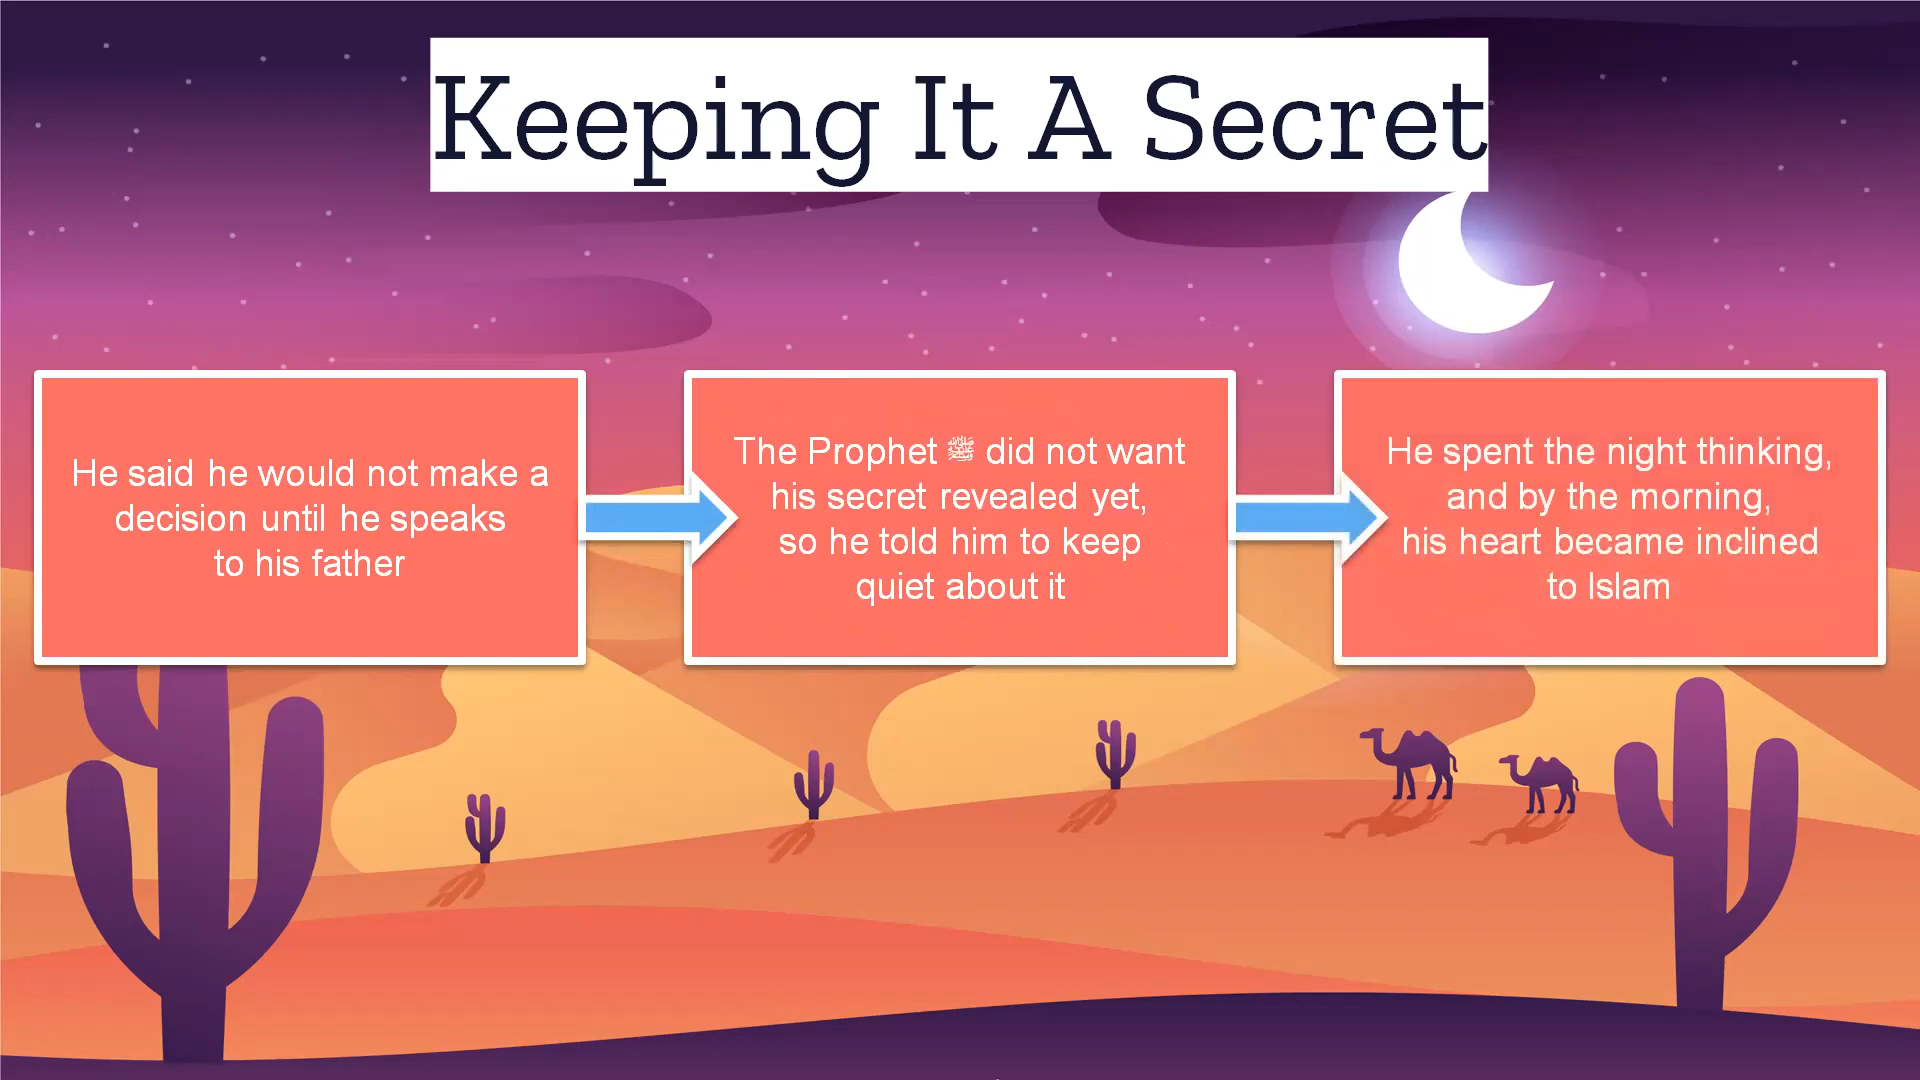 Keeping It A Secret
He said he would not make a
decision until he speaks
to his father
The Prophet ﷺ did not want
his secret revealed yet,
so he told him to keep
quiet about it
He spent the night thinking,
and by the morning,
his heart became inclined
to Islam